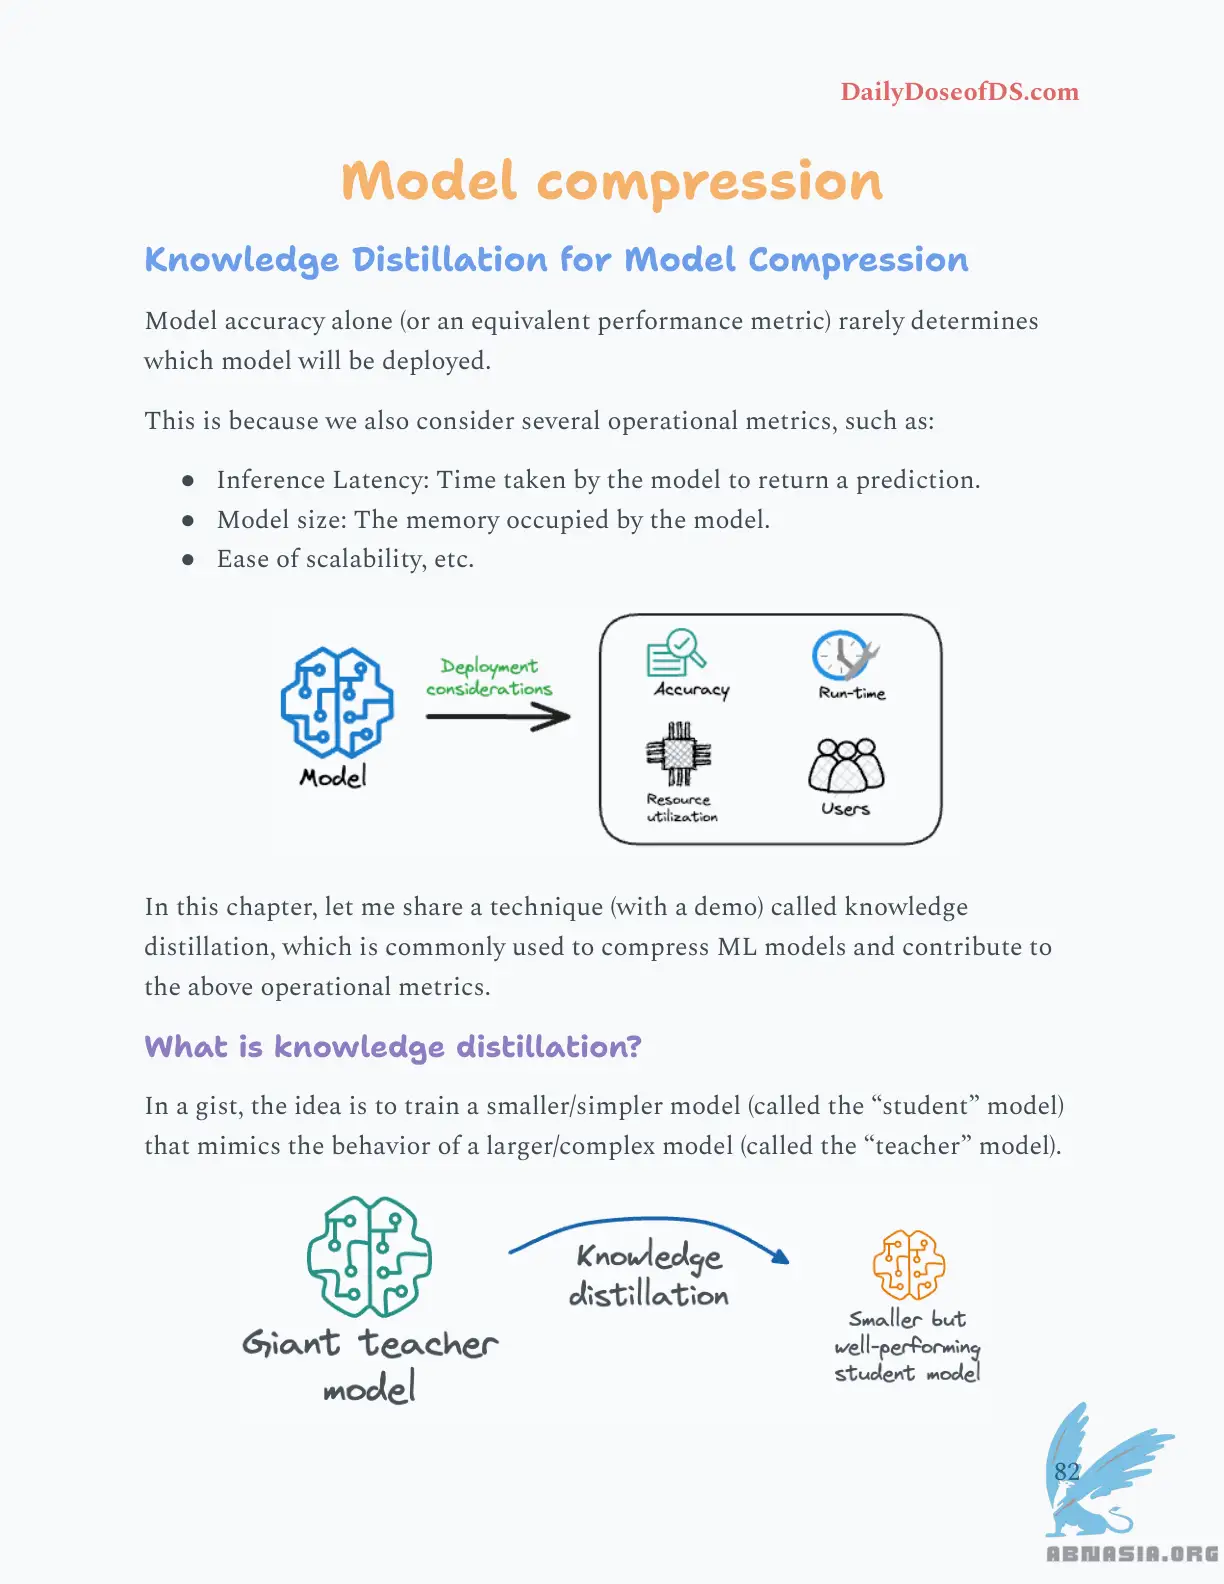 DailyDoseofDS.com
Model compression
Knowledge Distillation for Model Compression
Model accuracy alone (or an equivalent performance metric) rarely determines
which model will be deployed.
This is because we also consider several operational metrics, such as:
● Inference Latency: Time taken by the model to return a prediction.
● Model size: The memory occupied by the model.
● Ease of scalability, etc.
Model
Deployment
considerations
Accuracy
Run-time
Resource
utilization
Users
In this chapter, let me share a technique (with a demo) called knowledge
distillation, which is commonly used to compress ML models and contribute to
the above operational metrics.
What is knowledge distillation?
In a gist, the idea is to train a smaller/simpler model (called the “student” model)
that mimics the behavior of a larger/complex model (called the “teacher” model).
Giant teacher
model
Knowledge
distillation
Smaller but
well-performing
student model
82
ABNASIA.ORG